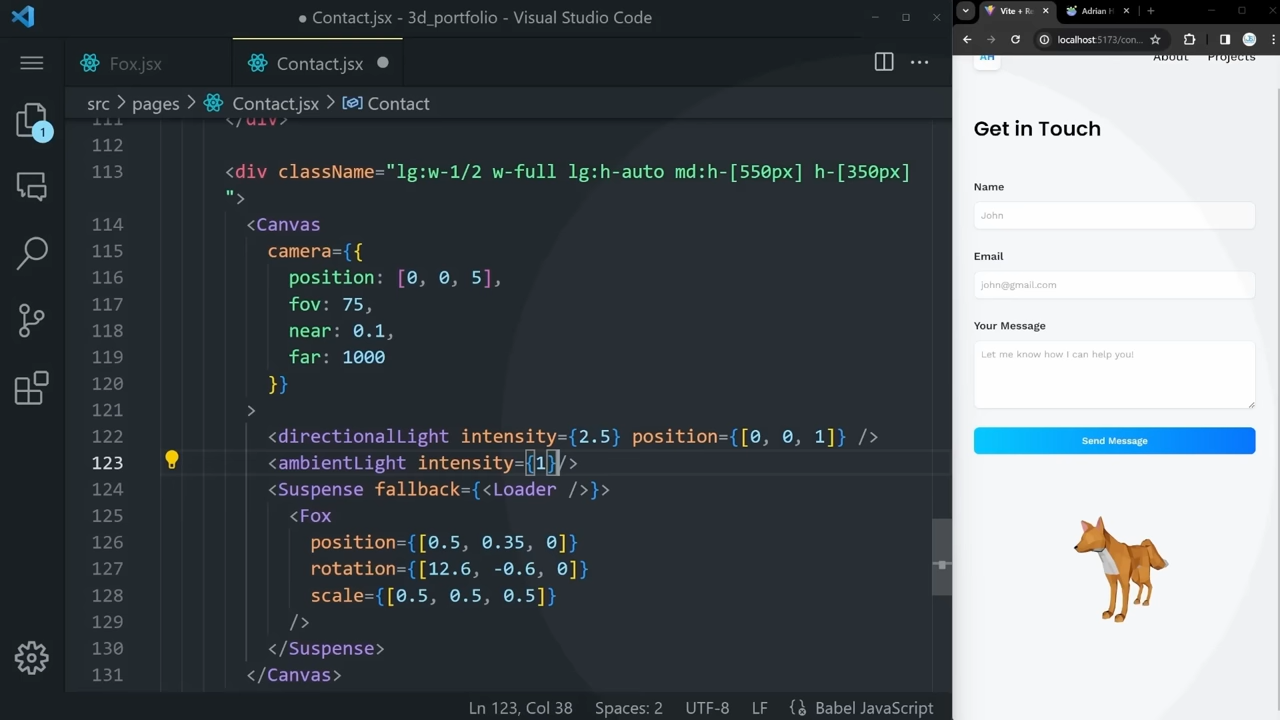 ● Contact.jsx - 3d_portfolio - Visual Studio Code
Fox.jsx
Contact.jsx
src > pages > Contact.jsx > Contact
1
111 </div>
112
113 <div className="lg:w-1/2 w-full lg:h-auto md:h-[550px] h-[350px]
">
114 <Canvas
115 camera={{
116 position: [0, 0, 5],
117 fov: 75,
118 near: 0.1,
119 far: 1000
120 }}
121 >
122 <directionalLight intensity={2.5} position={[0, 0, 1]} />
123 <ambientLight intensity={1}/>
124 <Suspense fallback={<Loader />}>
125 <Fox
126 position={[0.5, 0.35, 0]}
127 rotation={[12.6, -0.6, 0]}
128 scale={[0.5, 0.5, 0.5]}
129 />
130 </Suspense>
131 </Canvas>
Ln 123, Col 38 Spaces: 2 UTF-8 LF Babel JavaScript
Vite + Re
Adrian H
localhost:5173/con...
AH
About Projects
Get in Touch
Name
John
Email
john@gmail.com
Your Message
Let me know how I can help you!
Send Message